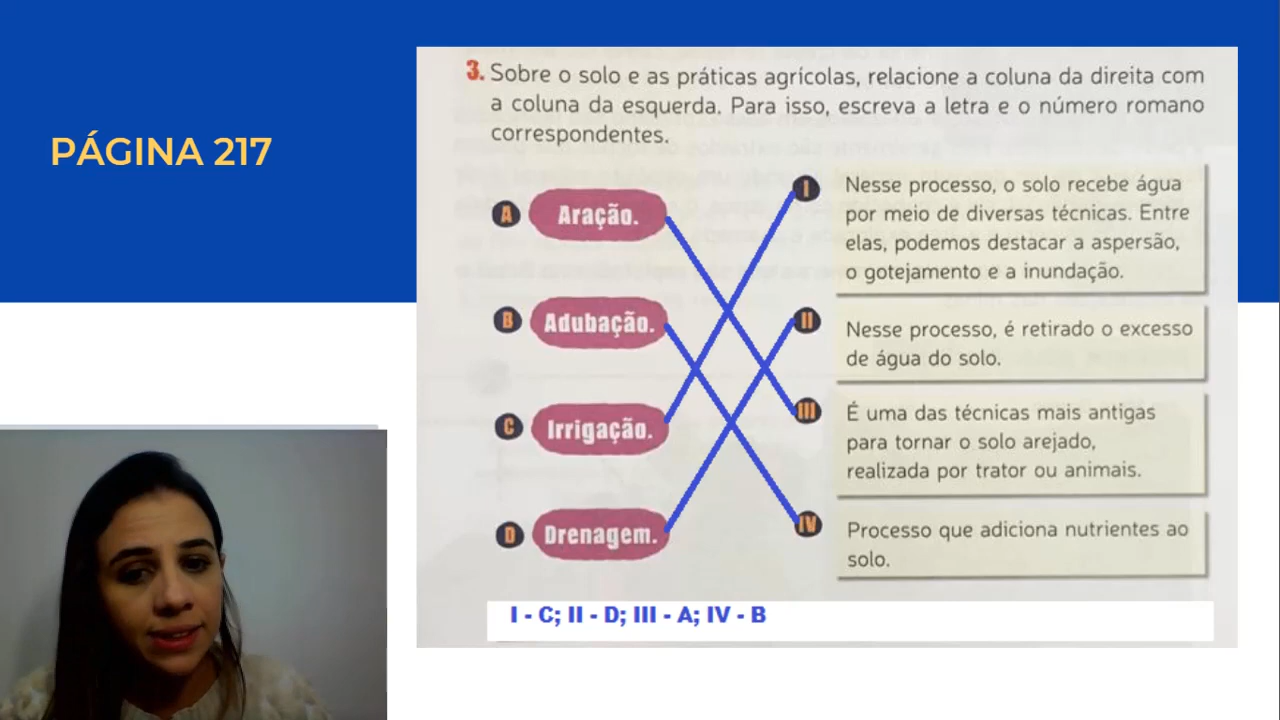 PÁGINA 217
3. Sobre o solo e as práticas agrícolas, relacione a coluna da direita com
a coluna da esquerda. Para isso, escreva a letra e o número romano
correspondentes.
A Aração.
B Adubação.
C Irrigação.
D Drenagem.
I Nesse processo, o solo recebe água
por meio de diversas técnicas. Entre
elas, podemos destacar a aspersão,
o gotejamento e a inundação.
II Nesse processo, é retirado o excesso
de água do solo.
III É uma das técnicas mais antigas
para tornar o solo arejado,
realizada por trator ou animais.
IV Processo que adiciona nutrientes ao
solo.
I - C; II - D; III - A; IV - B